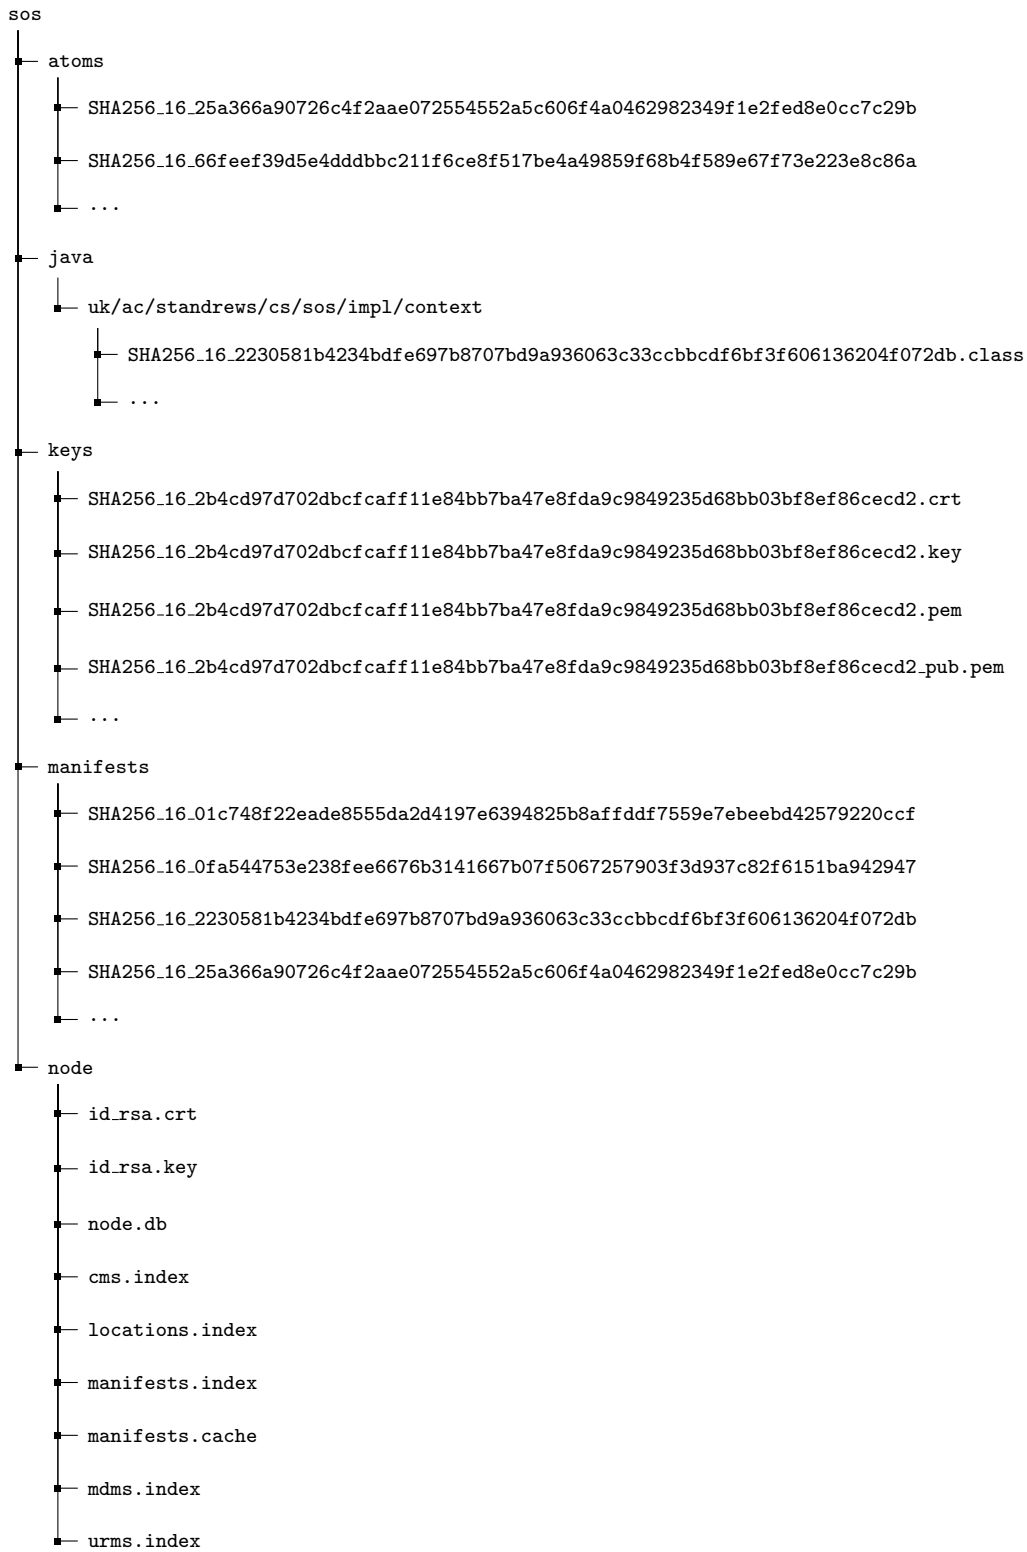 sos
atoms
SHA256_16_25a366a90726c4f2aae072554552a5c606f4a0462982349f1e2fed8e0cc7c29b
SHA256_16_66feef39d5e4dddbbc211f6ce8f517be4a49859f68b4f589e67f73e223e8c86a
...
java
uk/ac/standrews/cs/sos/impl/context
SHA256_16_2230581b4234bdfe697b8707bd9a936063c33ccbbcdf6bf3f606136204f072db.class
...
keys
SHA256_16_2b4cd97d702dbcfcaff11e84bb7ba47e8fda9c9849235d68bb03bf8ef86cecd2.crt
SHA256_16_2b4cd97d702dbcfcaff11e84bb7ba47e8fda9c9849235d68bb03bf8ef86cecd2.key
SHA256_16_2b4cd97d702dbcfcaff11e84bb7ba47e8fda9c9849235d68bb03bf8ef86cecd2.pem
SHA256_16_2b4cd97d702dbcfcaff11e84bb7ba47e8fda9c9849235d68bb03bf8ef86cecd2_pub.pem
...
manifests
SHA256_16_01c748f22eade8555da2d4197e6394825b8affddf7559e7ebeebd42579220ccf
SHA256_16_0fa544753e238fee6676b3141667b07f5067257903f3d937c82f6151ba942947
SHA256_16_2230581b4234bdfe697b8707bd9a936063c33ccbbcdf6bf3f606136204f072db
SHA256_16_25a366a90726c4f2aae072554552a5c606f4a0462982349f1e2fed8e0cc7c29b
...
node
id_rsa.crt
id_rsa.key
node.db
cms.index
locations.index
manifests.index
manifests.cache
mdms.index
urms.index